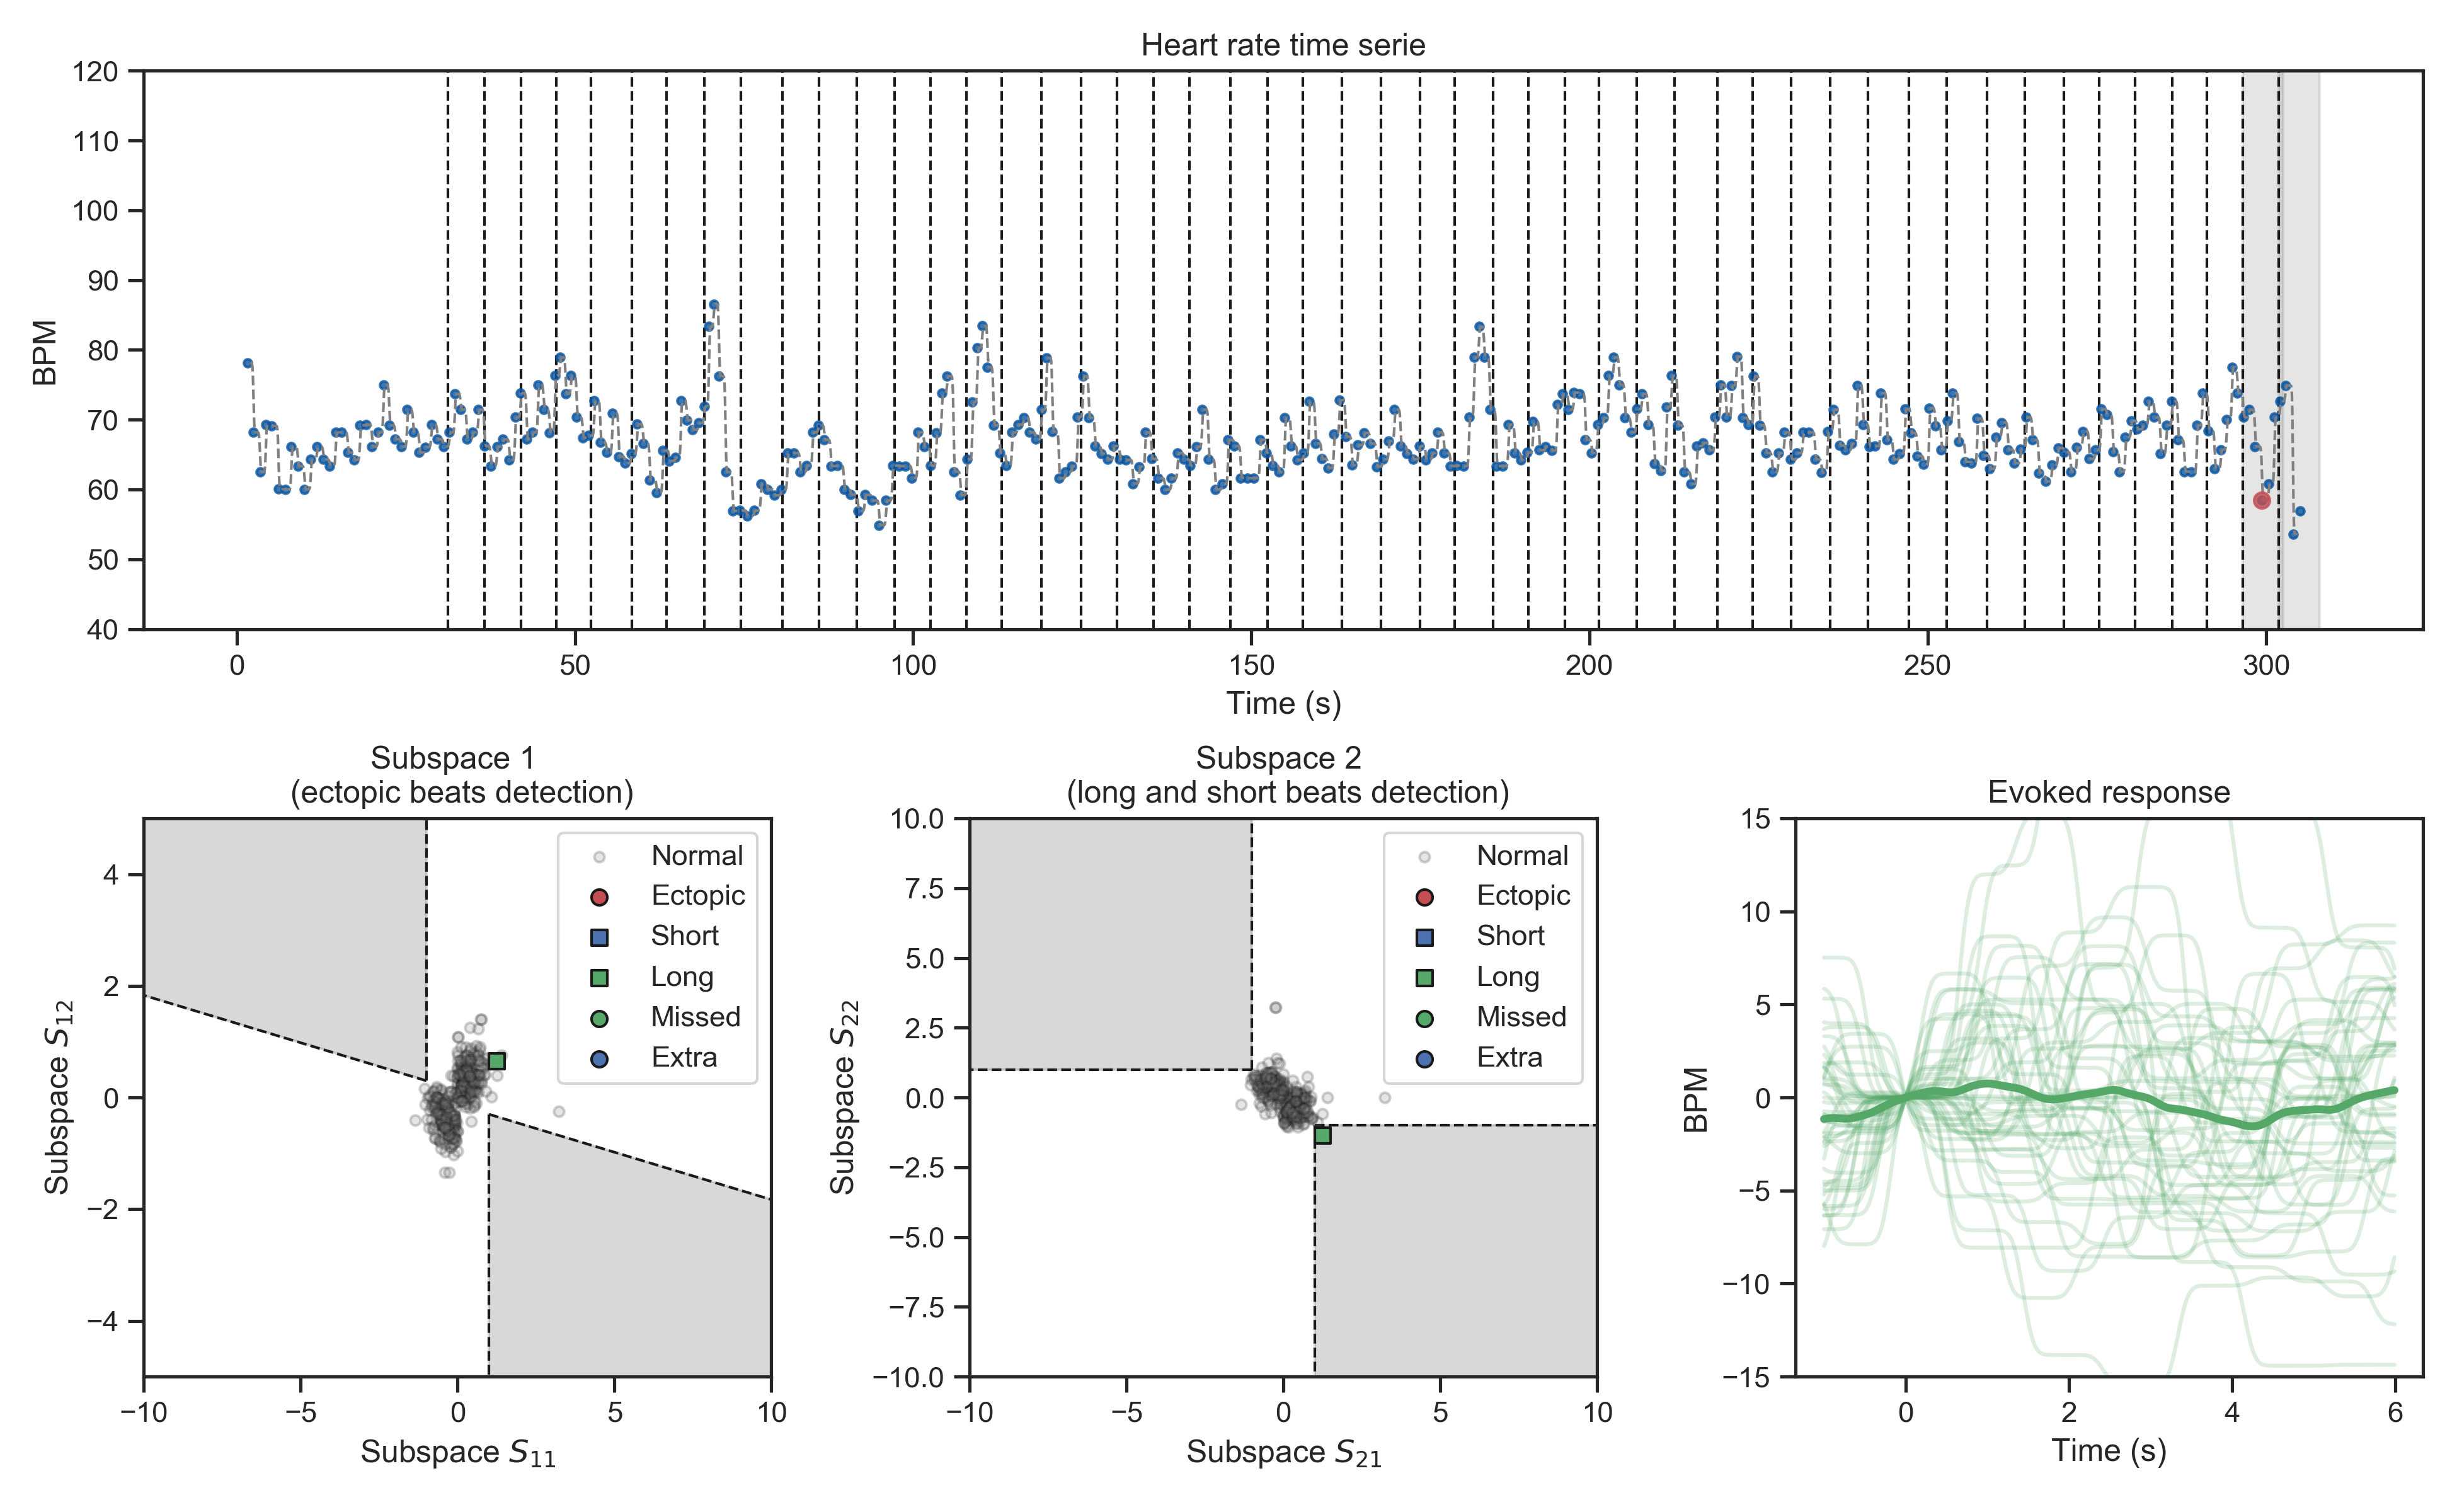 Heart rate time serie
120
110
100
90
80
70
60
50
40
BPM
0
50
100
150
200
250
300
Time (s)
Subspace 1
(ectopic beats detection)
4
2
0
−2
−4
Subspace S12
Normal
Ectopic
Short
Long
Missed
Extra
−10
−5
0
5
10
Subspace S11
Subspace 2
(long and short beats detection)
10.0
7.5
5.0
2.5
0.0
−2.5
−5.0
−7.5
−10.0
Subspace S22
Normal
Ectopic
Short
Long
Missed
Extra
−10
−5
0
5
10
Subspace S21
Evoked response
15
10
5
0
−5
−10
−15
BPM
0
2
4
6
Time (s)